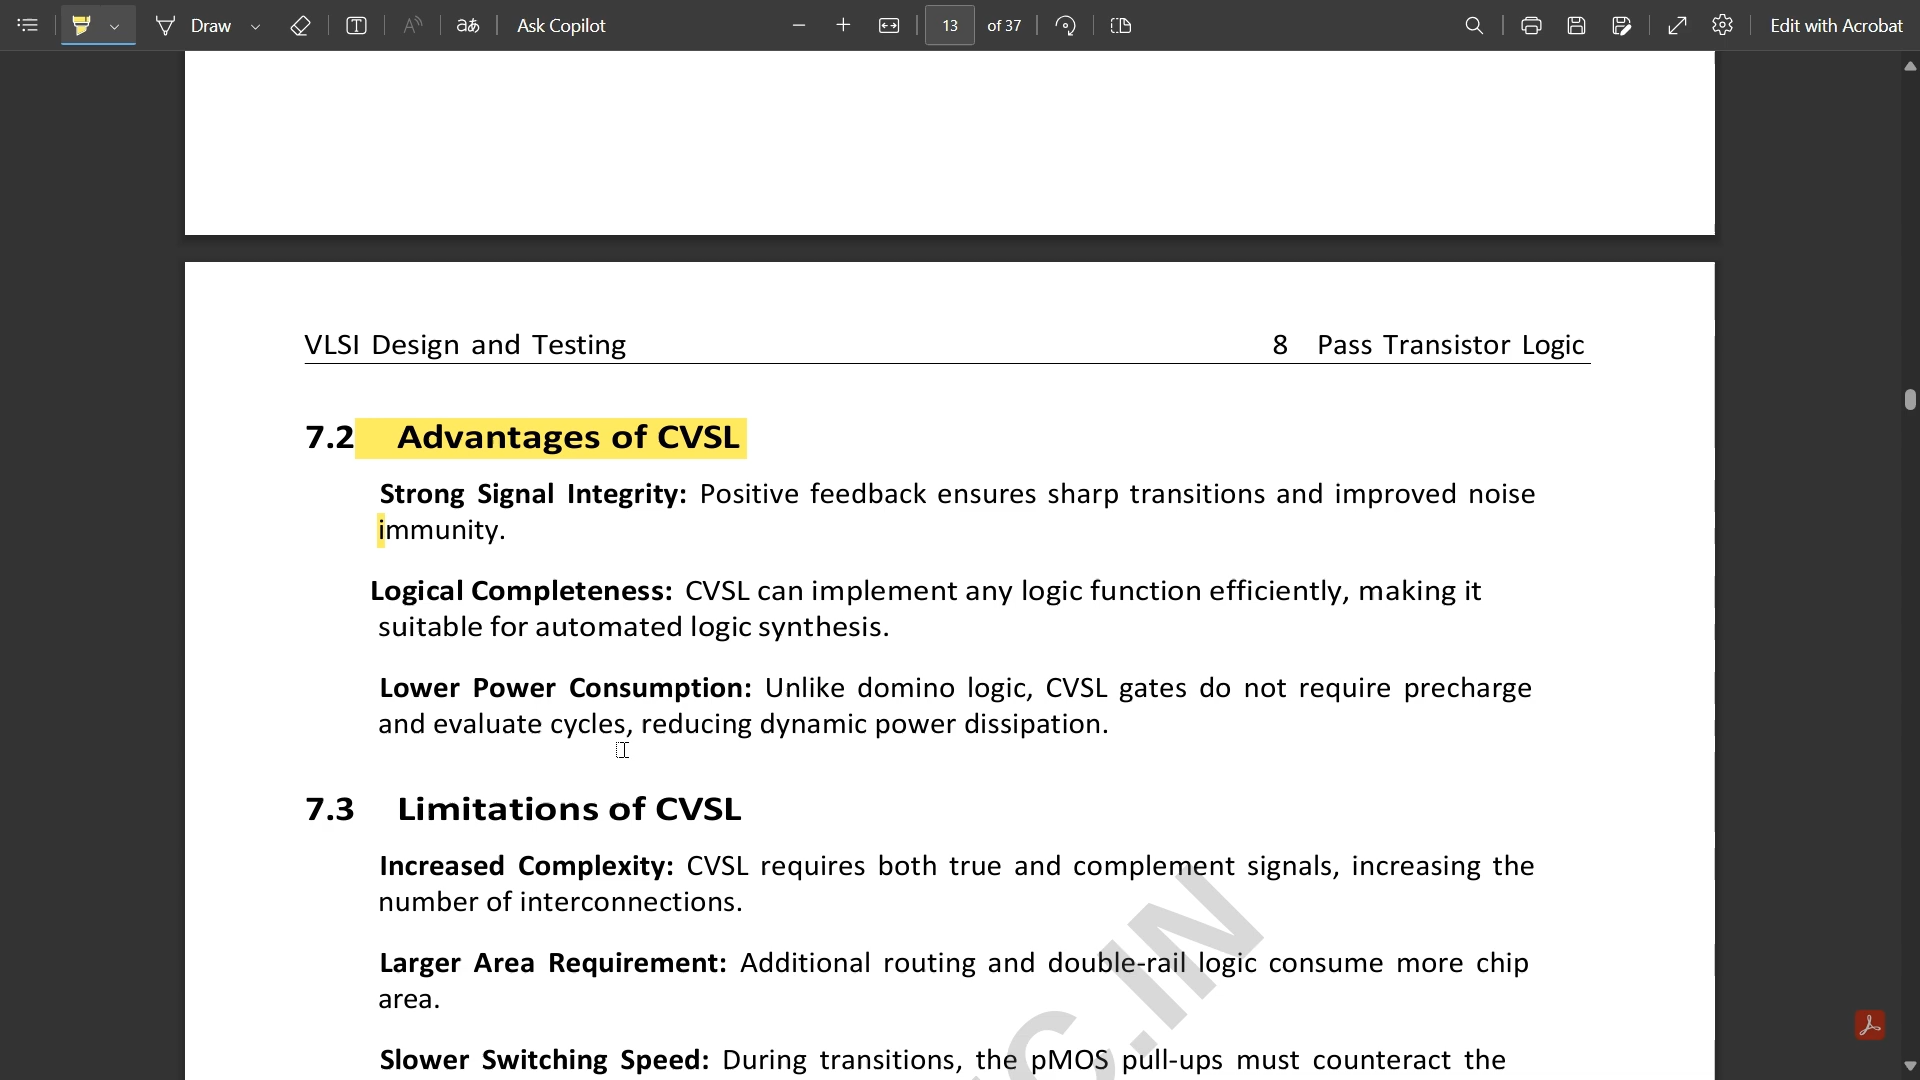 Draw
Ask Copilot
13 of 37
Edit with Acrobat
VLSI Design and Testing 8 Pass Transistor Logic
7.2 Advantages of CVSL
Strong Signal Integrity: Positive feedback ensures sharp transitions and improved noise
immunity.
Logical Completeness: CVSL can implement any logic function efficiently, making it
suitable for automated logic synthesis.
Lower Power Consumption: Unlike domino logic, CVSL gates do not require precharge
and evaluate cycles, reducing dynamic power dissipation.
7.3 Limitations of CVSL
Increased Complexity: CVSL requires both true and complement signals, increasing the
number of interconnections.
Larger Area Requirement: Additional routing and double-rail logic consume more chip
area.
Slower Switching Speed: During transitions, the pMOS pull-ups must counteract the
C.IN